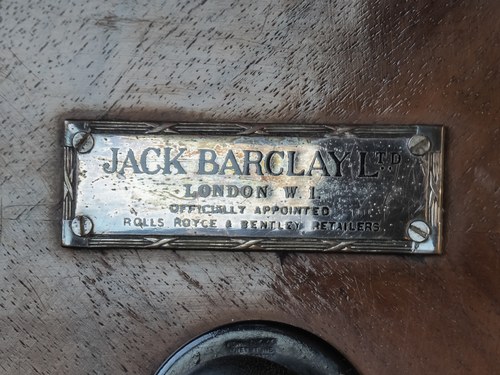 JACK BARCLAY LTD
LONDON W 1.
OFFICIALLY APPOINTED
ROLLS ROYCE & BENTLEY RETAILERS